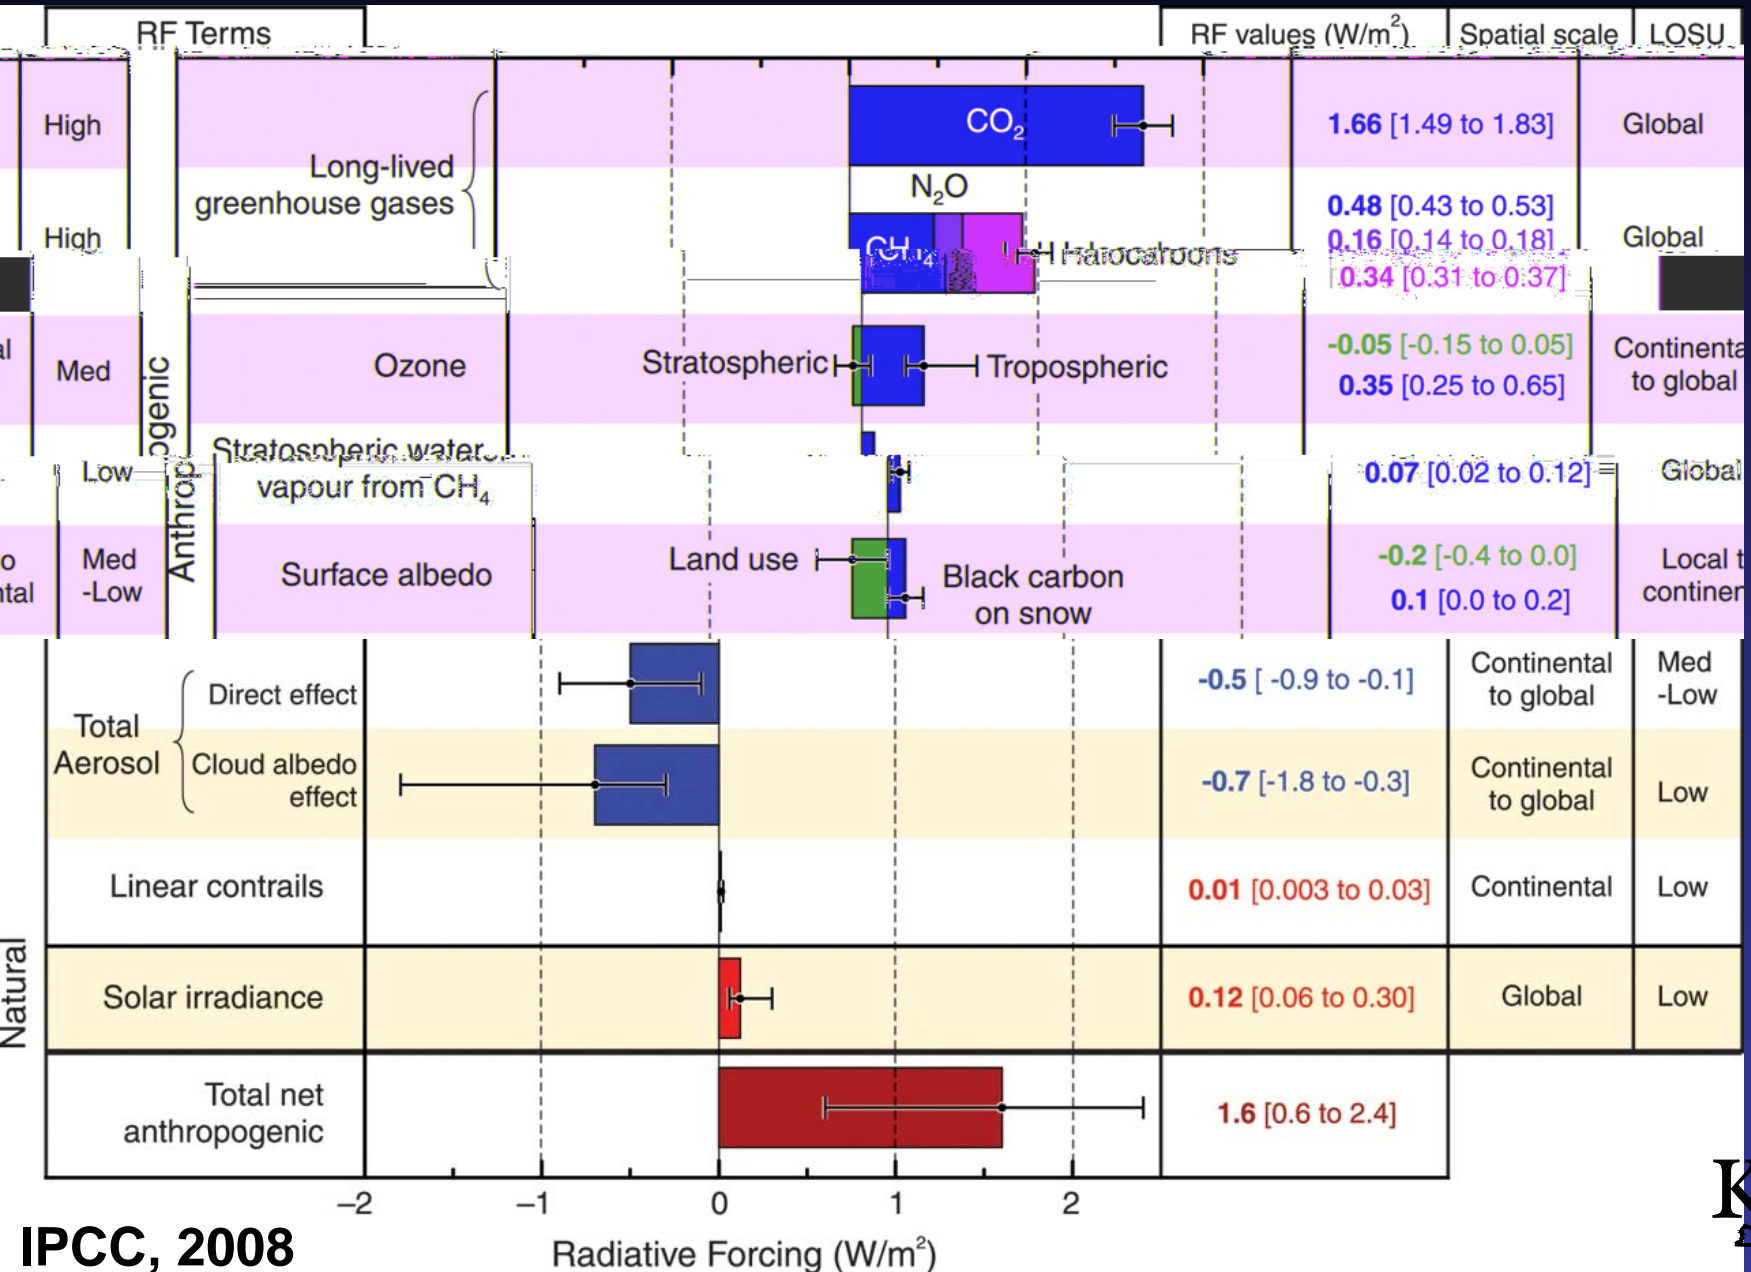 RF Terms
RF values (W/m²)
Spatial scale
LOSU
High
Long-lived
greenhouse gases
CO₂
1.66 [1.49 to 1.83]
Global
High
N₂O
CH₄
Halocarbons
0.48 [0.43 to 0.53]
0.16 [0.14 to 0.18]
0.34 [0.31 to 0.37]
Global
al
Med
Ozone
Stratospheric
Tropospheric
-0.05 [-0.15 to 0.05]
0.35 [0.25 to 0.65]
Continenta
to global
ogenic
Anthrop
Low
Stratospheric water
vapour from CH₄
0.07 [0.02 to 0.12]
Global
o
ntal
Med
-Low
Surface albedo
Land use
Black carbon
on snow
-0.2 [-0.4 to 0.0]
0.1 [0.0 to 0.2]
Local t
continen
Total
Aerosol
Direct effect
-0.5 [ -0.9 to -0.1]
Continental
to global
Med
-Low
Cloud albedo
effect
-0.7 [-1.8 to -0.3]
Continental
to global
Low
Linear contrails
0.01 [0.003 to 0.03]
Continental
Low
Natural
Solar irradiance
0.12 [0.06 to 0.30]
Global
Low
Total net
anthropogenic
1.6 [0.6 to 2.4]
−2 −1 0 1 2
Radiative Forcing (W/m²)
IPCC, 2008